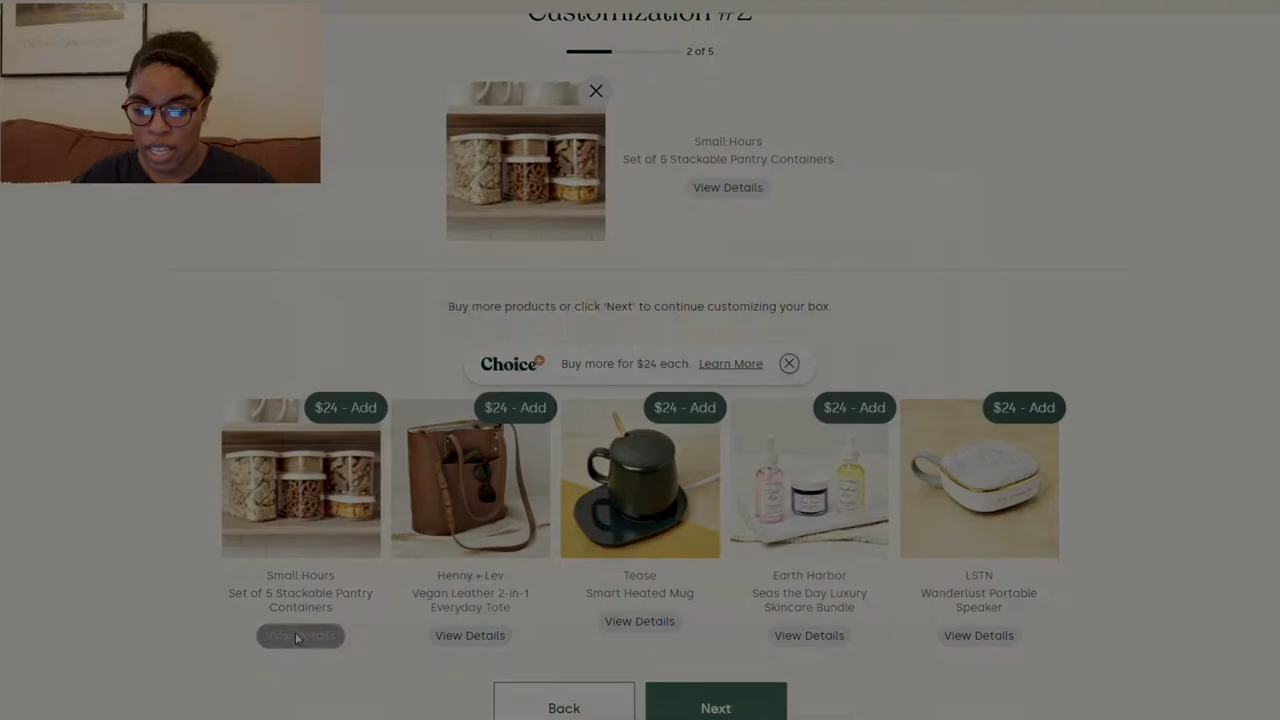 Customization #2
2 of 5
Small:Hours
Set of 5 Stackable Pantry Containers
View Details
Buy more products or click 'Next' to continue customizing your box.
Choice+ Buy more for $24 each. Learn More
$24 - Add
$24 - Add
$24 - Add
$24 - Add
$24 - Add
Small:Hours
Set of 5 Stackable Pantry
Containers
View Details
Henny + Lev
Vegan Leather 2-in-1
Everyday Tote
View Details
Tease
Smart Heated Mug
View Details
Earth Harbor
Seas the Day Luxury
Skincare Bundle
View Details
LSTN
Wanderlust Portable
Speaker
View Details
Back
Next